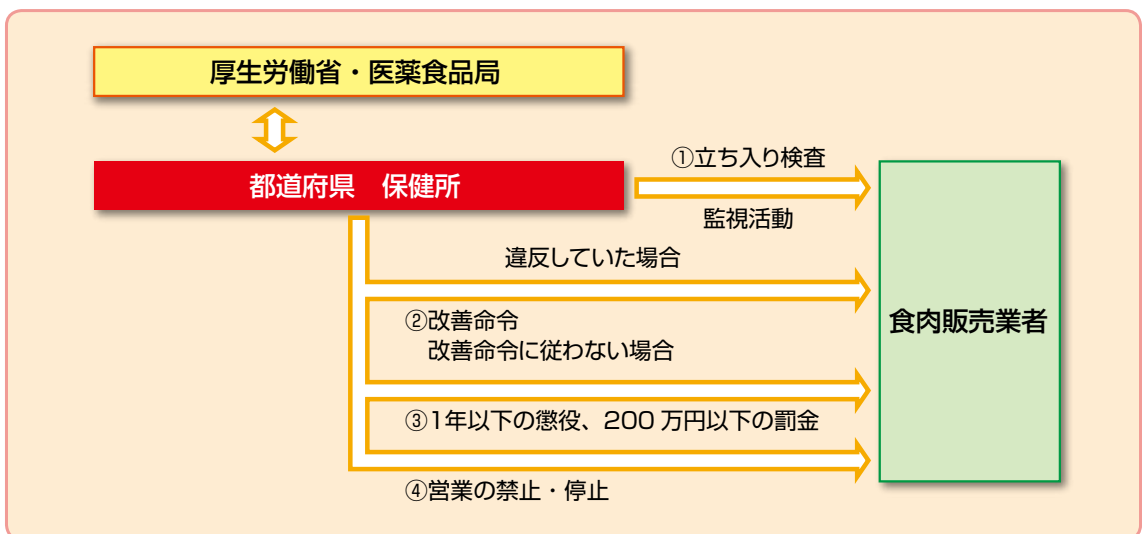 厚生労働省・医薬食品局
都道府県　保健所
①立ち入り検査
監視活動
違反していた場合
②改善命令
改善命令に従わない場合
③1年以下の懲役、200 万円以下の罰金
④営業の禁止・停止
食肉販売業者